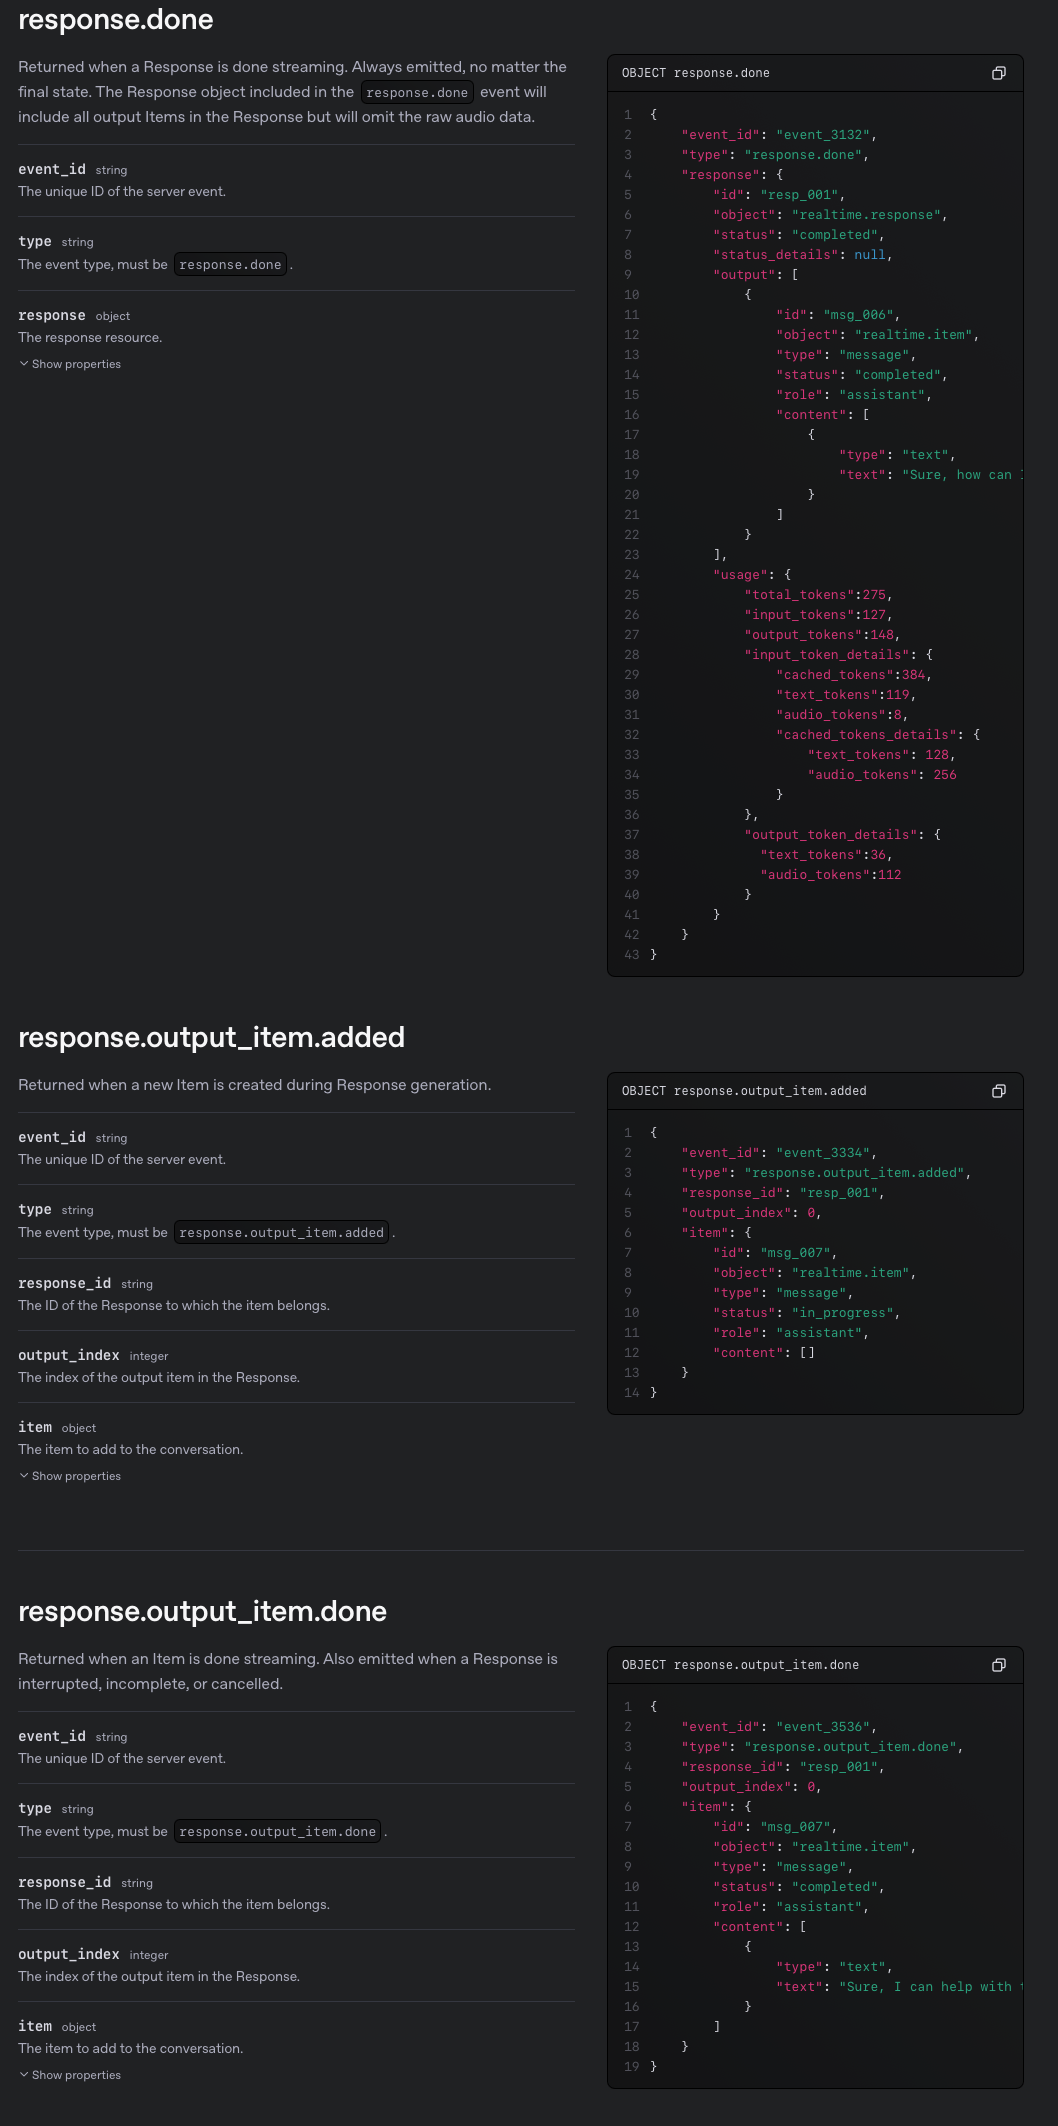 response.done
Returned when a Response is done streaming. Always emitted, no matter the
final state. The Response object included in the response.done event will
include all output Items in the Response but will omit the raw audio data.
event_id string
The unique ID of the server event.
type string
The event type, must be response.done .
response object
The response resource.
Show properties
OBJECT response.done
1 {
2 "event_id": "event_3132",
3 "type": "response.done",
4 "response": {
5 "id": "resp_001",
6 "object": "realtime.response",
7 "status": "completed",
8 "status_details": null,
9 "output": [
10 {
11 "id": "msg_006",
12 "object": "realtime.item",
13 "type": "message",
14 "status": "completed",
15 "role": "assistant",
16 "content": [
17 {
18 "type": "text",
19 "text": "Sure, how can
20 }
21 ]
22 }
23 ],
24 "usage": {
25 "total_tokens":275,
26 "input_tokens":127,
27 "output_tokens":148,
28 "input_token_details": {
29 "cached_tokens":384,
30 "text_tokens":119,
31 "audio_tokens":8,
32 "cached_tokens_details": {
33 "text_tokens": 128,
34 "audio_tokens": 256
35 }
36 },
37 "output_token_details": {
38 "text_tokens":36,
39 "audio_tokens":112
40 }
41 }
42 }
43 }
response.output_item.added
Returned when a new Item is created during Response generation.
event_id string
The unique ID of the server event.
type string
The event type, must be response.output_item.added .
response_id string
The ID of the Response to which the item belongs.
output_index integer
The index of the output item in the Response.
item object
The item to add to the conversation.
Show properties
OBJECT response.output_item.added
1 {
2 "event_id": "event_3334",
3 "type": "response.output_item.added",
4 "response_id": "resp_001",
5 "output_index": 0,
6 "item": {
7 "id": "msg_007",
8 "object": "realtime.item",
9 "type": "message",
10 "status": "in_progress",
11 "role": "assistant",
12 "content": []
13 }
14 }
response.output_item.done
Returned when an Item is done streaming. Also emitted when a Response is
interrupted, incomplete, or cancelled.
event_id string
The unique ID of the server event.
type string
The event type, must be response.output_item.done .
response_id string
The ID of the Response to which the item belongs.
output_index integer
The index of the output item in the Response.
item object
The item to add to the conversation.
Show properties
OBJECT response.output_item.done
1 {
2 "event_id": "event_3536",
3 "type": "response.output_item.done",
4 "response_id": "resp_001",
5 "output_index": 0,
6 "item": {
7 "id": "msg_007",
8 "object": "realtime.item",
9 "type": "message",
10 "status": "completed",
11 "role": "assistant",
12 "content": [
13 {
14 "type": "text",
15 "text": "Sure, I can help with
16 }
17 ]
18 }
19 }